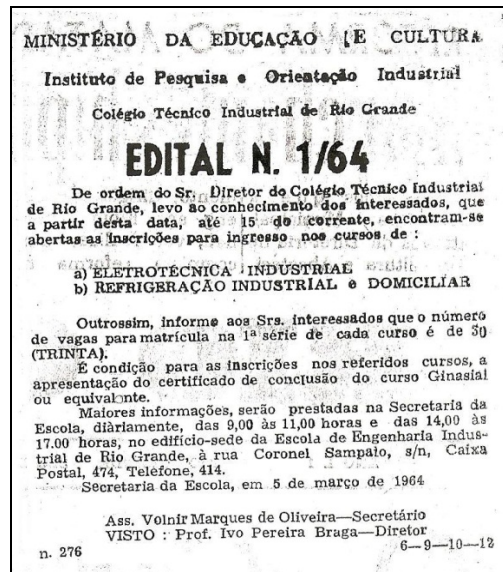 MINISTÉRIO DA EDUCAÇÃO E CULTURA
Instituto de Pesquisa e Orientação Industrial
Colégio Técnico Industrial de Rio Grande
EDITAL N. 1/64
De ordem do Sr. Diretor do Colégio Técnico Industrial
de Rio Grande, levo ao conhecimento dos interessados, que
a partir desta data, até 15 do corrente, encontram-se
abertas as inscrições para ingresso nos cursos de :
a) ELETROTÉCNICA INDUSTRIAL
b) REFRIGERAÇÃO INDUSTRIAL e DOMICILIAR
Outrossim, informo aos Srs. interessados que o número
de vagas para matrícula na 1ª série de cada curso é de 30
(TRINTA).
É condição para as inscrições nos referidos cursos, a
apresentação do certificado de conclusão do curso Ginasial
ou equivalente.
Maiores informações, serão prestadas na Secretaria da
Escola, diàriamente, das 9,00 às 11,00 horas e das 14,00 às
17.00 horas, no edifício-sede da Escola de Engenharia Indus-
trial de Rio Grande, à rua Coronel Sampaio, s/n, Caixa
Postal, 474, Telefone, 414.
Secretaria da Escola, em 5 de março de 1964
Ass. Volnir Marques de Oliveira—Secretário
VISTO : Prof. Ivo Pereira Braga—Diretor
n. 276 6—9—10—12